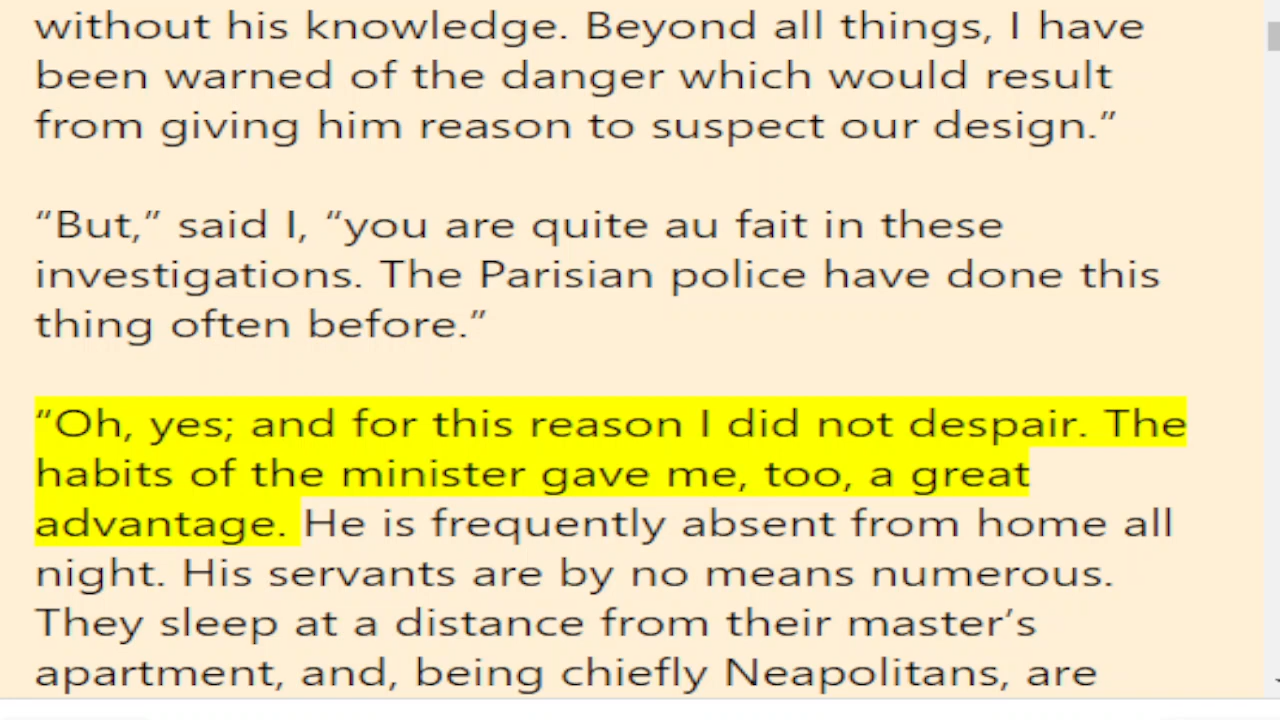 without his knowledge. Beyond all things, I have
been warned of the danger which would result
from giving him reason to suspect our design.”
“But,” said I, “you are quite au fait in these
investigations. The Parisian police have done this
thing often before.”
“Oh, yes; and for this reason I did not despair. The
habits of the minister gave me, too, a great
advantage. He is frequently absent from home all
night. His servants are by no means numerous.
They sleep at a distance from their master’s
apartment, and, being chiefly Neapolitans, are